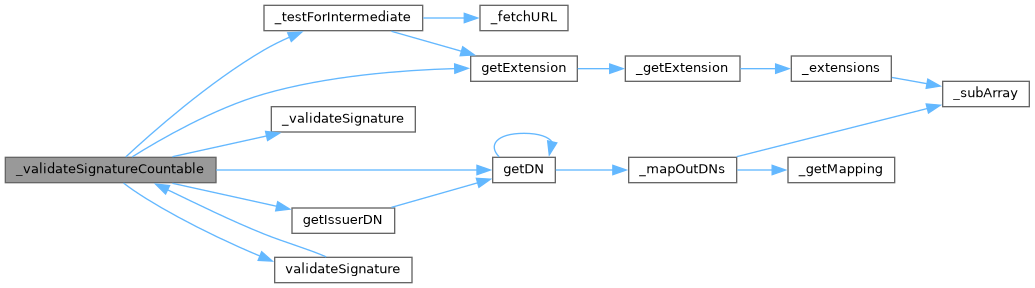 _testForIntermediate
_fetchURL
getExtension
_getExtension
_extensions
_subArray
_validateSignature
_validateSignatureCountable
getDN
_mapOutDNs
_getMapping
getIssuerDN
validateSignature